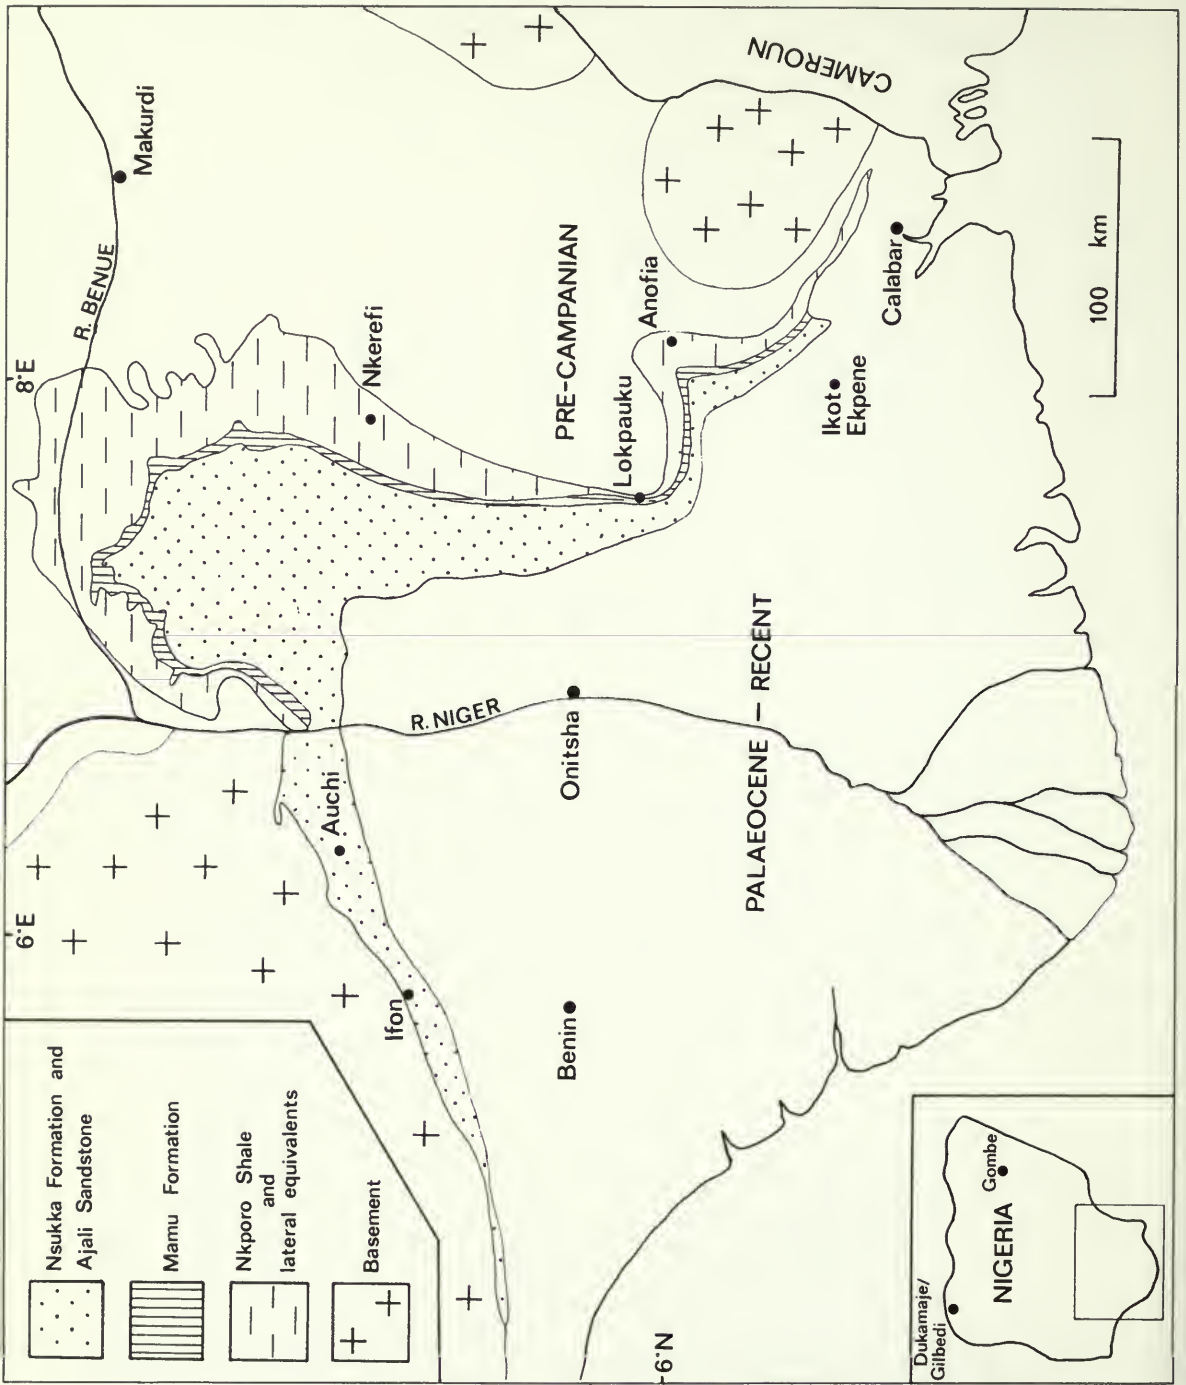 Nsukka Formation and
Ajali Sandstone
Mamu Formation
Nkporo Shale
and
lateral equivalents
Basement
6°E
8°E
R. BENUE
Makurdi
Nkerefi
PRE-CAMPANIAN
Lokpauku
Anofia
CAMEROUN
Ikot
Ekpene
Calabar
100 km
Auchi
Ifon
R. NIGER
Onitsha
Benin
PALAEOCENE – RECENT
6°N
Dukamaje/
Gilbedi
NIGERIA
Gombe